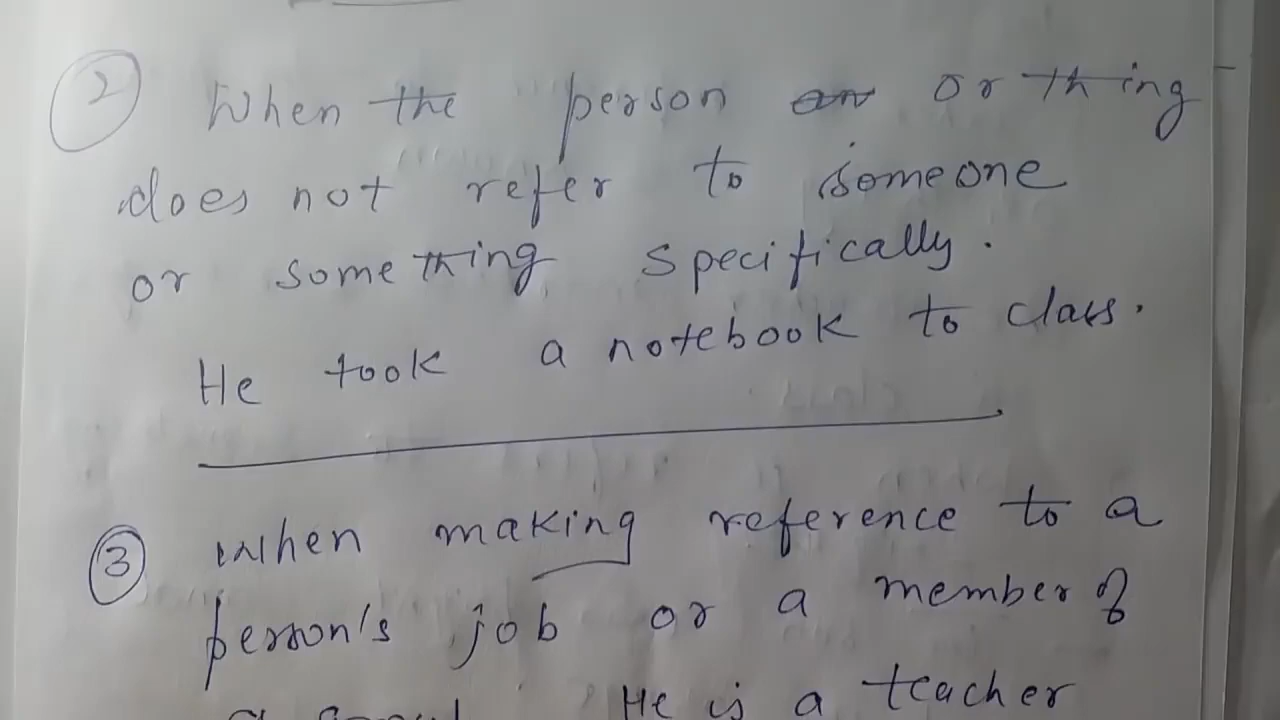 2 When the person or thing
does not refer to someone
or something specifically.
He took a notebook to class.
3 When making reference to a
person's job or a member of
a He is a teacher